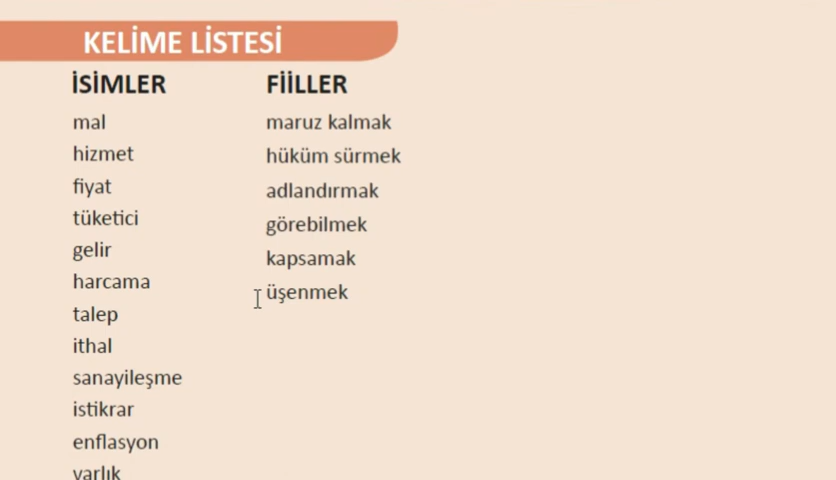 KELİME LİSTESİ
İSİMLER
mal
hizmet
fiyat
tüketici
gelir
harcama
talep
ithal
sanayileşme
istikrar
enflasyon
varlık
FİİLLER
maruz kalmak
hüküm sürmek
adlandırmak
görebilmek
kapsamak
üşenmek